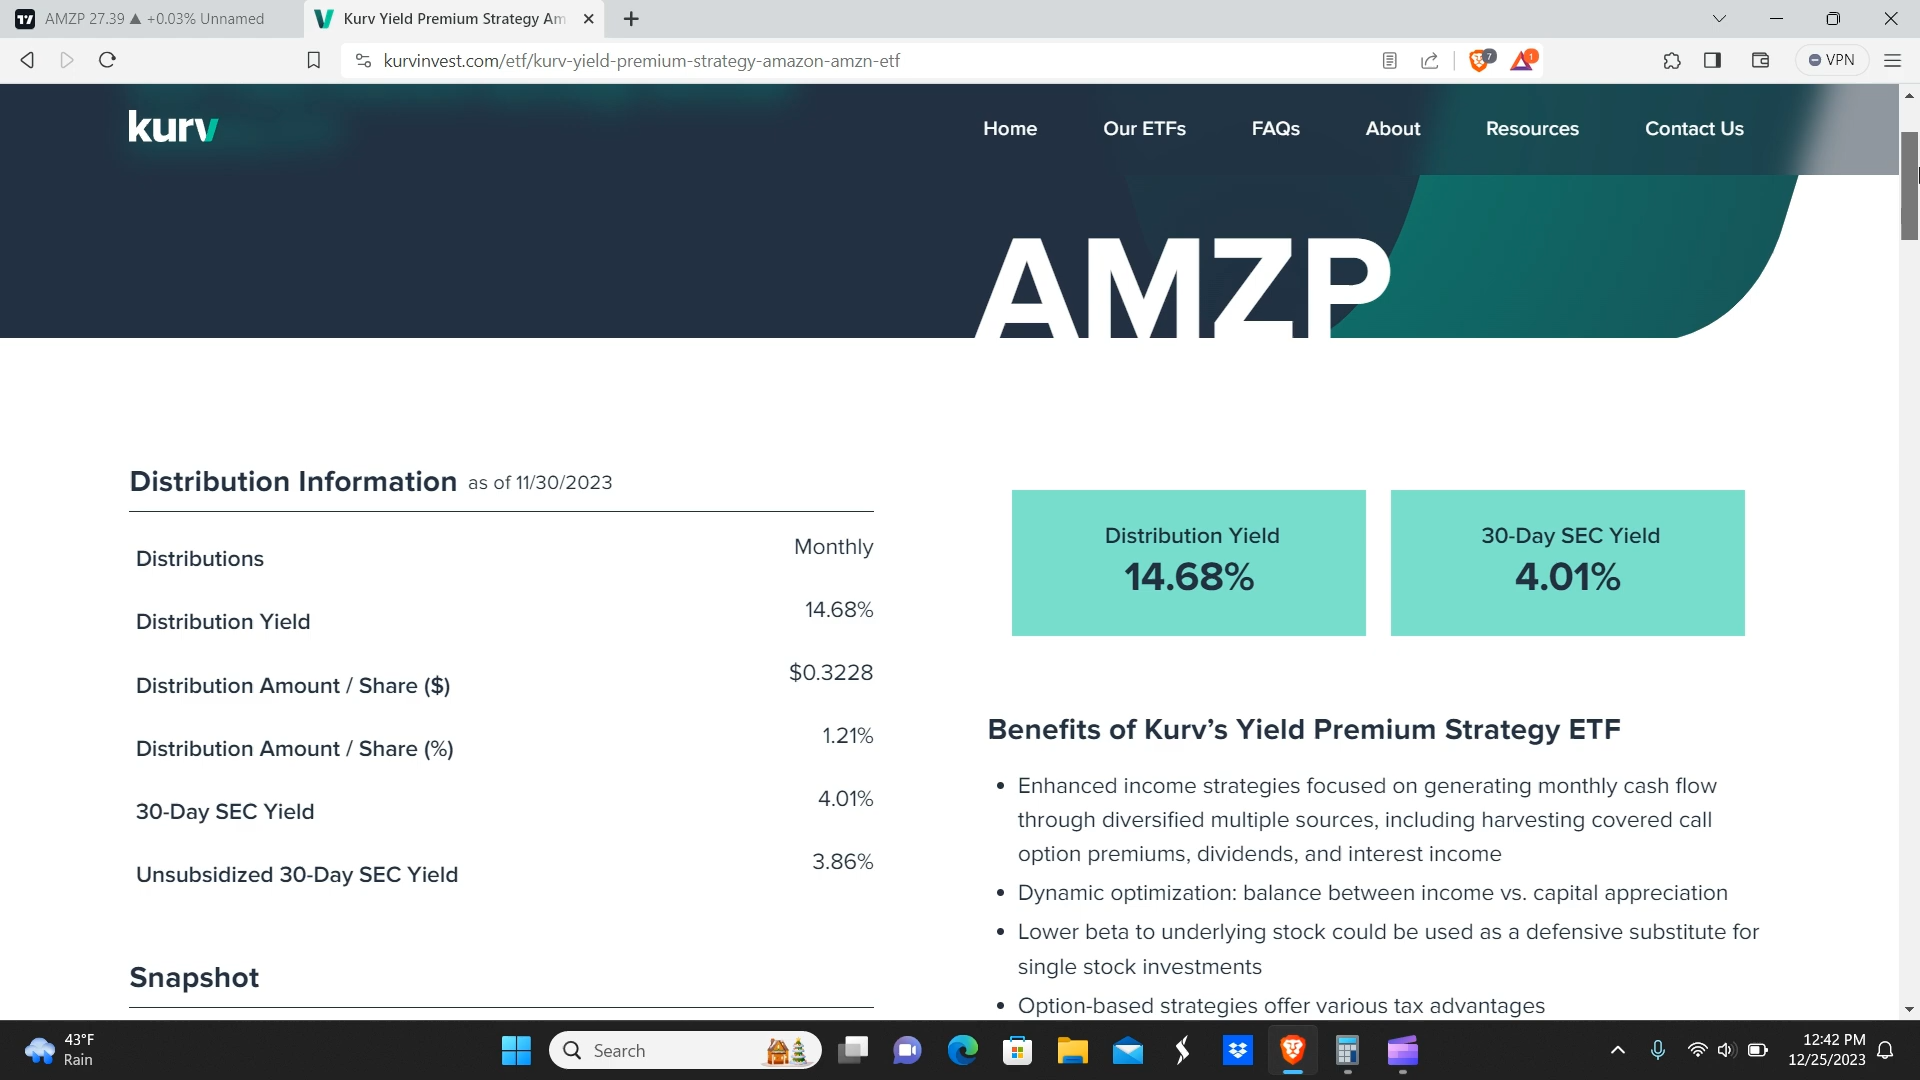 AMZP 27.39 ▲ +0.03% Unnamed
Kurv Yield Premium Strategy Am
kurvinvest.com/etf/kurv-yield-premium-strategy-amazon-amzn-etf
7
1
VPN
kurv
Home
Our ETFs
FAQs
About
Resources
Contact Us
AMZP
Distribution Information as of 11/30/2023
Distributions
Monthly
Distribution Yield
14.68%
Distribution Amount / Share ($)
$0.3228
Distribution Amount / Share (%)
1.21%
30-Day SEC Yield
4.01%
Unsubsidized 30-Day SEC Yield
3.86%
Snapshot
Distribution Yield
14.68%
30-Day SEC Yield
4.01%
Benefits of Kurv’s Yield Premium Strategy ETF
• Enhanced income strategies focused on generating monthly cash flow
through diversified multiple sources, including harvesting covered call
option premiums, dividends, and interest income
• Dynamic optimization: balance between income vs. capital appreciation
• Lower beta to underlying stock could be used as a defensive substitute for
single stock investments
• Option-based strategies offer various tax advantages
43°F
Rain
Search
12:42 PM
12/25/2023